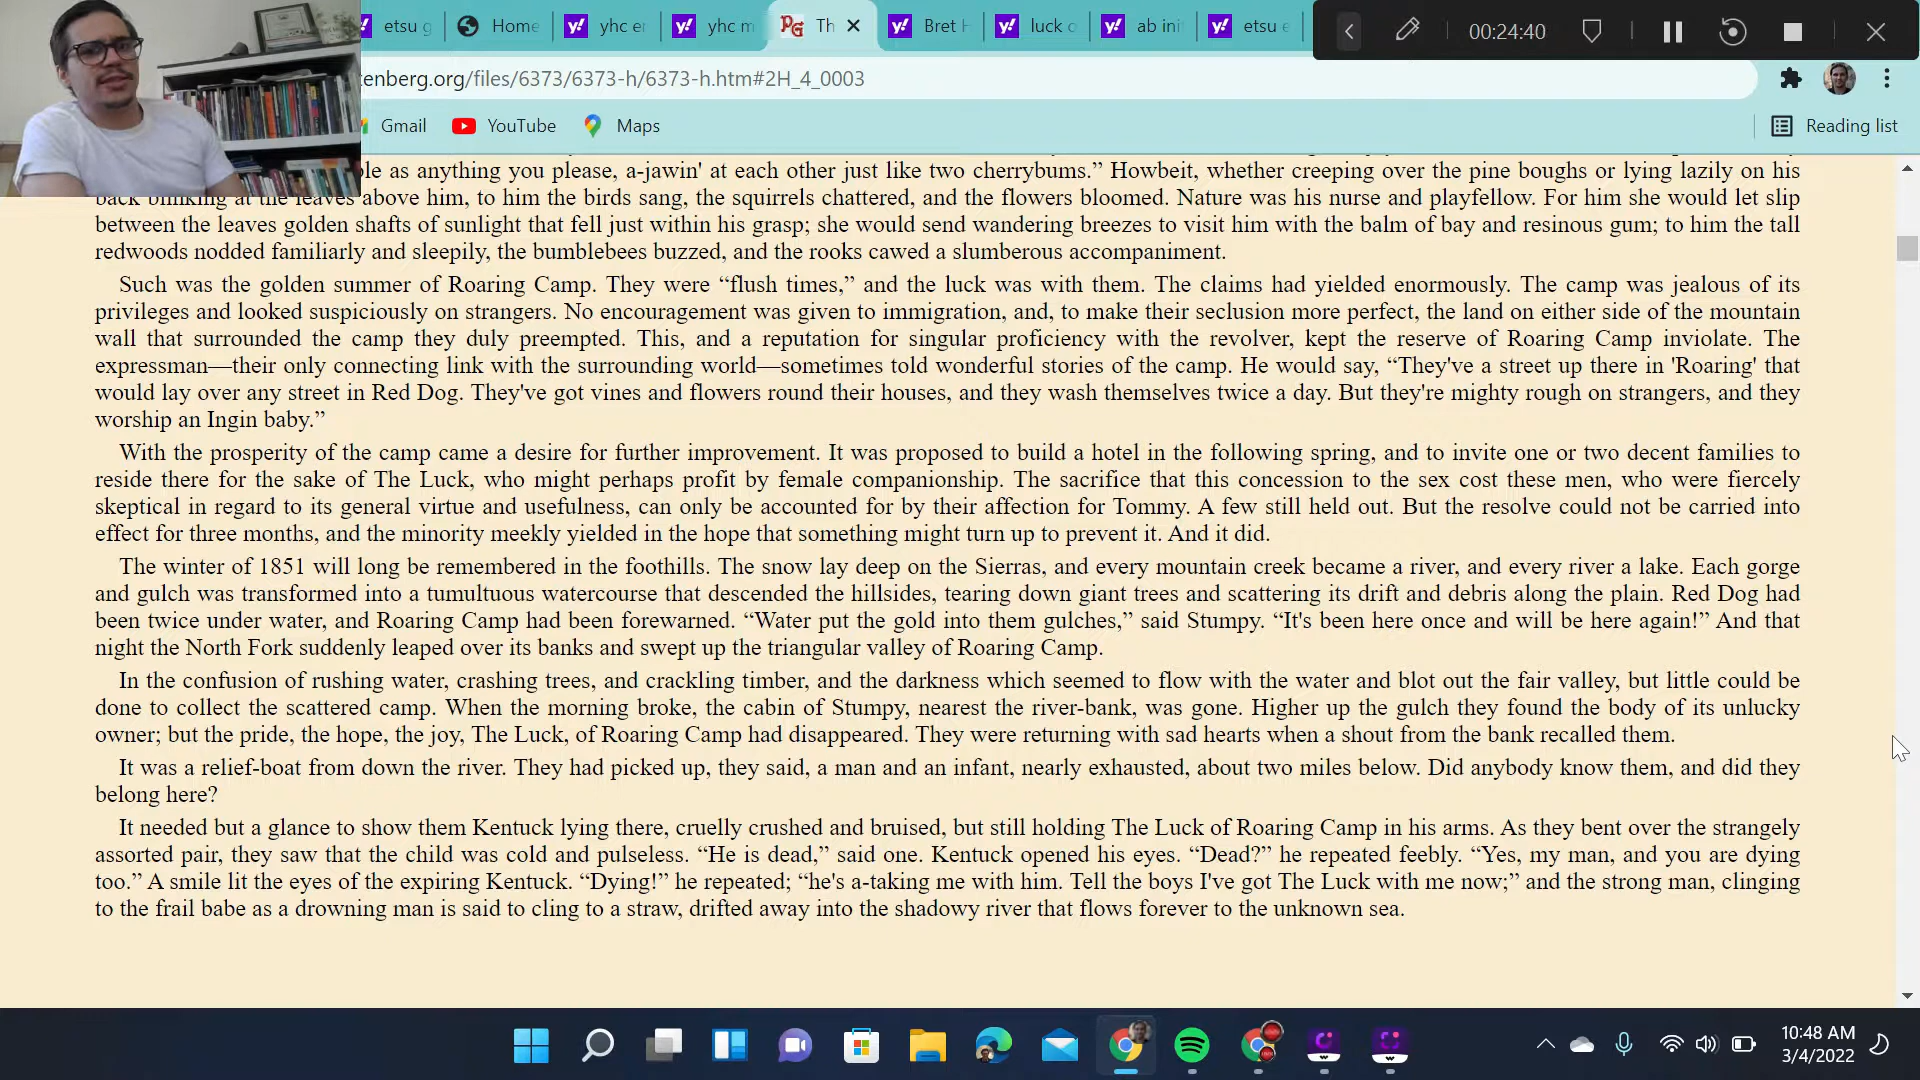 etsu g
Home
yhc er
yhc m
Th
Bret H
luck o
ab init
etsu e
00:24:40
tenberg.org/files/6373/6373-h/6373-h.htm#2H_4_0003
Gmail
YouTube
Maps
Reading list
le as anything you please, a-jawin' at each other just like two cherrybums.” Howbeit, whether creeping over the pine boughs or lying lazily on his
back blinking at the leaves above him, to him the birds sang, the squirrels chattered, and the flowers bloomed. Nature was his nurse and playfellow. For him she would let slip
between the leaves golden shafts of sunlight that fell just within his grasp; she would send wandering breezes to visit him with the balm of bay and resinous gum; to him the tall
redwoods nodded familiarly and sleepily, the bumblebees buzzed, and the rooks cawed a slumberous accompaniment.
Such was the golden summer of Roaring Camp. They were “flush times,” and the luck was with them. The claims had yielded enormously. The camp was jealous of its
privileges and looked suspiciously on strangers. No encouragement was given to immigration, and, to make their seclusion more perfect, the land on either side of the mountain
wall that surrounded the camp they duly preempted. This, and a reputation for singular proficiency with the revolver, kept the reserve of Roaring Camp inviolate. The
expressman—their only connecting link with the surrounding world—sometimes told wonderful stories of the camp. He would say, “They've a street up there in 'Roaring' that
would lay over any street in Red Dog. They've got vines and flowers round their houses, and they wash themselves twice a day. But they're mighty rough on strangers, and they
worship an Ingin baby.”
With the prosperity of the camp came a desire for further improvement. It was proposed to build a hotel in the following spring, and to invite one or two decent families to
reside there for the sake of The Luck, who might perhaps profit by female companionship. The sacrifice that this concession to the sex cost these men, who were fiercely
skeptical in regard to its general virtue and usefulness, can only be accounted for by their affection for Tommy. A few still held out. But the resolve could not be carried into
effect for three months, and the minority meekly yielded in the hope that something might turn up to prevent it. And it did.
The winter of 1851 will long be remembered in the foothills. The snow lay deep on the Sierras, and every mountain creek became a river, and every river a lake. Each gorge
and gulch was transformed into a tumultuous watercourse that descended the hillsides, tearing down giant trees and scattering its drift and debris along the plain. Red Dog had
been twice under water, and Roaring Camp had been forewarned. “Water put the gold into them gulches,” said Stumpy. “It's been here once and will be here again!” And that
night the North Fork suddenly leaped over its banks and swept up the triangular valley of Roaring Camp.
In the confusion of rushing water, crashing trees, and crackling timber, and the darkness which seemed to flow with the water and blot out the fair valley, but little could be
done to collect the scattered camp. When the morning broke, the cabin of Stumpy, nearest the river-bank, was gone. Higher up the gulch they found the body of its unlucky
owner; but the pride, the hope, the joy, The Luck, of Roaring Camp had disappeared. They were returning with sad hearts when a shout from the bank recalled them.
It was a relief-boat from down the river. They had picked up, they said, a man and an infant, nearly exhausted, about two miles below. Did anybody know them, and did they
belong here?
It needed but a glance to show them Kentuck lying there, cruelly crushed and bruised, but still holding The Luck of Roaring Camp in his arms. As they bent over the strangely
assorted pair, they saw that the child was cold and pulseless. “He is dead,” said one. Kentuck opened his eyes. “Dead?” he repeated feebly. “Yes, my man, and you are dying
too.” A smile lit the eyes of the expiring Kentuck. “Dying!” he repeated; “he's a-taking me with him. Tell the boys I've got The Luck with me now;” and the strong man, clinging
to the frail babe as a drowning man is said to cling to a straw, drifted away into the shadowy river that flows forever to the unknown sea.
10:48 AM
3/4/2022